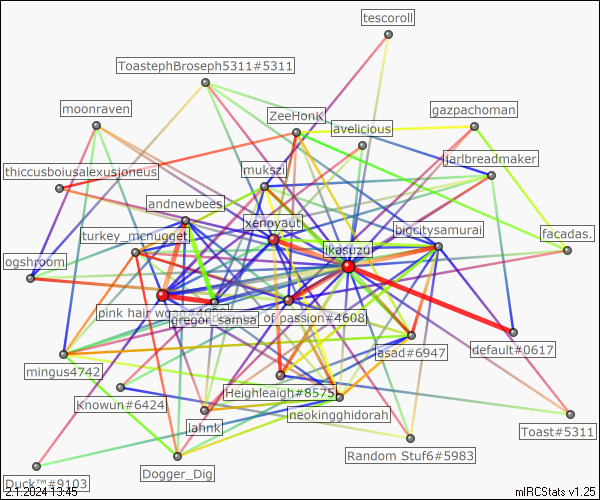 tescoroll
ToastephBroseph5311#5311
moonraven
ZeeHonK
gazpachoman
avelicious
jarlbreadmaker
thiccusboiusalexusjoneus
mukszi
andnewbees
xenoyaut
turkey_mcnugget
bigcitysamurai
ikasuzu
facadas.
ogshroom
pink hair
gregor_samsa
of passion#4608
default#0617
asad#6947
mingus4742
Heighleaigh#8575
Knowun#6424
neokingghidorah
lahnk
Toast#5311
Random Stuf6#5983
Dogger_Dig
Duck™#9103
2.1.2024 13:45
mIRCStats v1.25